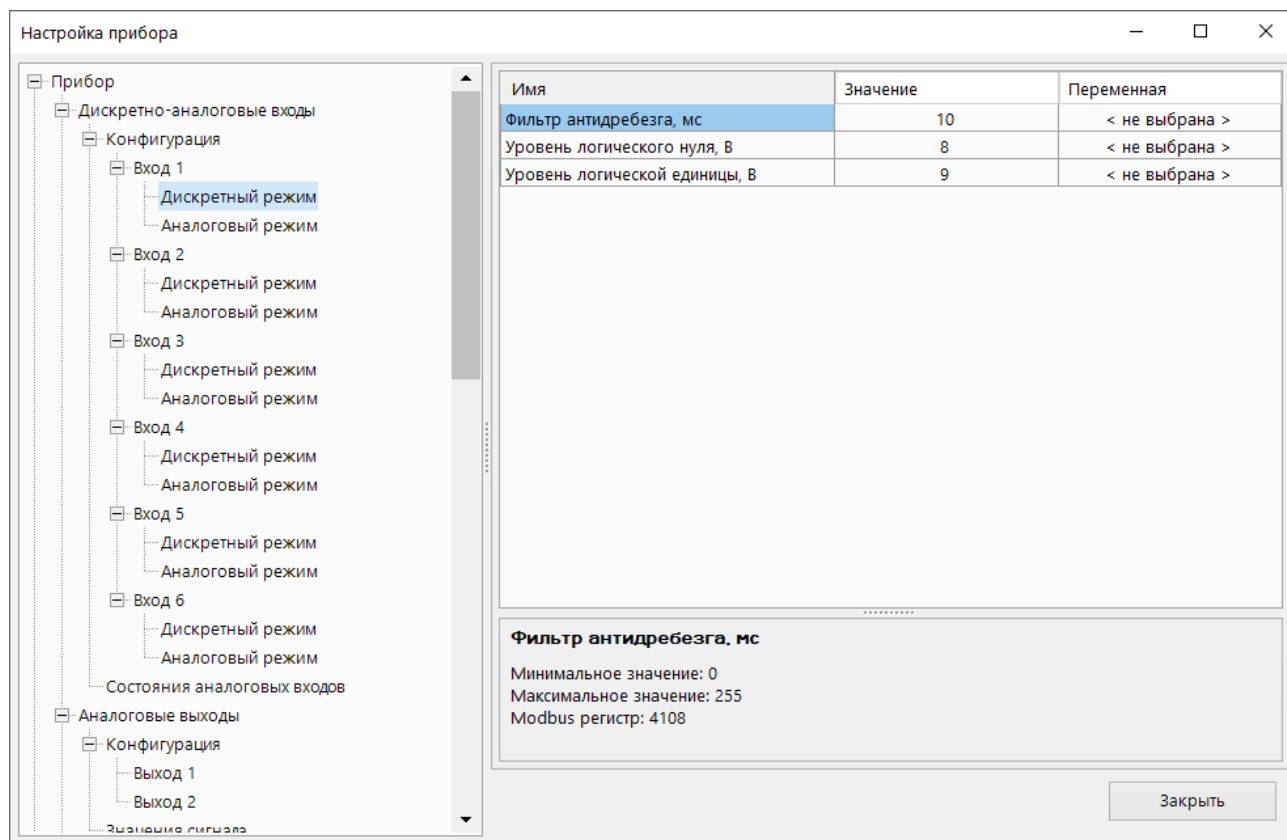 Настройка прибора
Прибор
Дискретно-аналоговые входы
Конфигурация
Вход 1
Дискретный режим
Аналоговый режим
Вход 2
Дискретный режим
Аналоговый режим
Вход 3
Дискретный режим
Аналоговый режим
Вход 4
Дискретный режим
Аналоговый режим
Вход 5
Дискретный режим
Аналоговый режим
Вход 6
Дискретный режим
Аналоговый режим
Состояния аналоговых входов
Аналоговые выходы
Конфигурация
Выход 1
Выход 2
Значения сигнала
Имя Значение Переменная
Фильтр антидребезга, мс 10 < не выбрана >
Уровень логического нуля, В 8 < не выбрана >
Уровень логической единицы, В 9 < не выбрана >
Фильтр антидребезга, мс
Минимальное значение: 0
Максимальное значение: 255
Modbus регистр: 4108
Закрыть